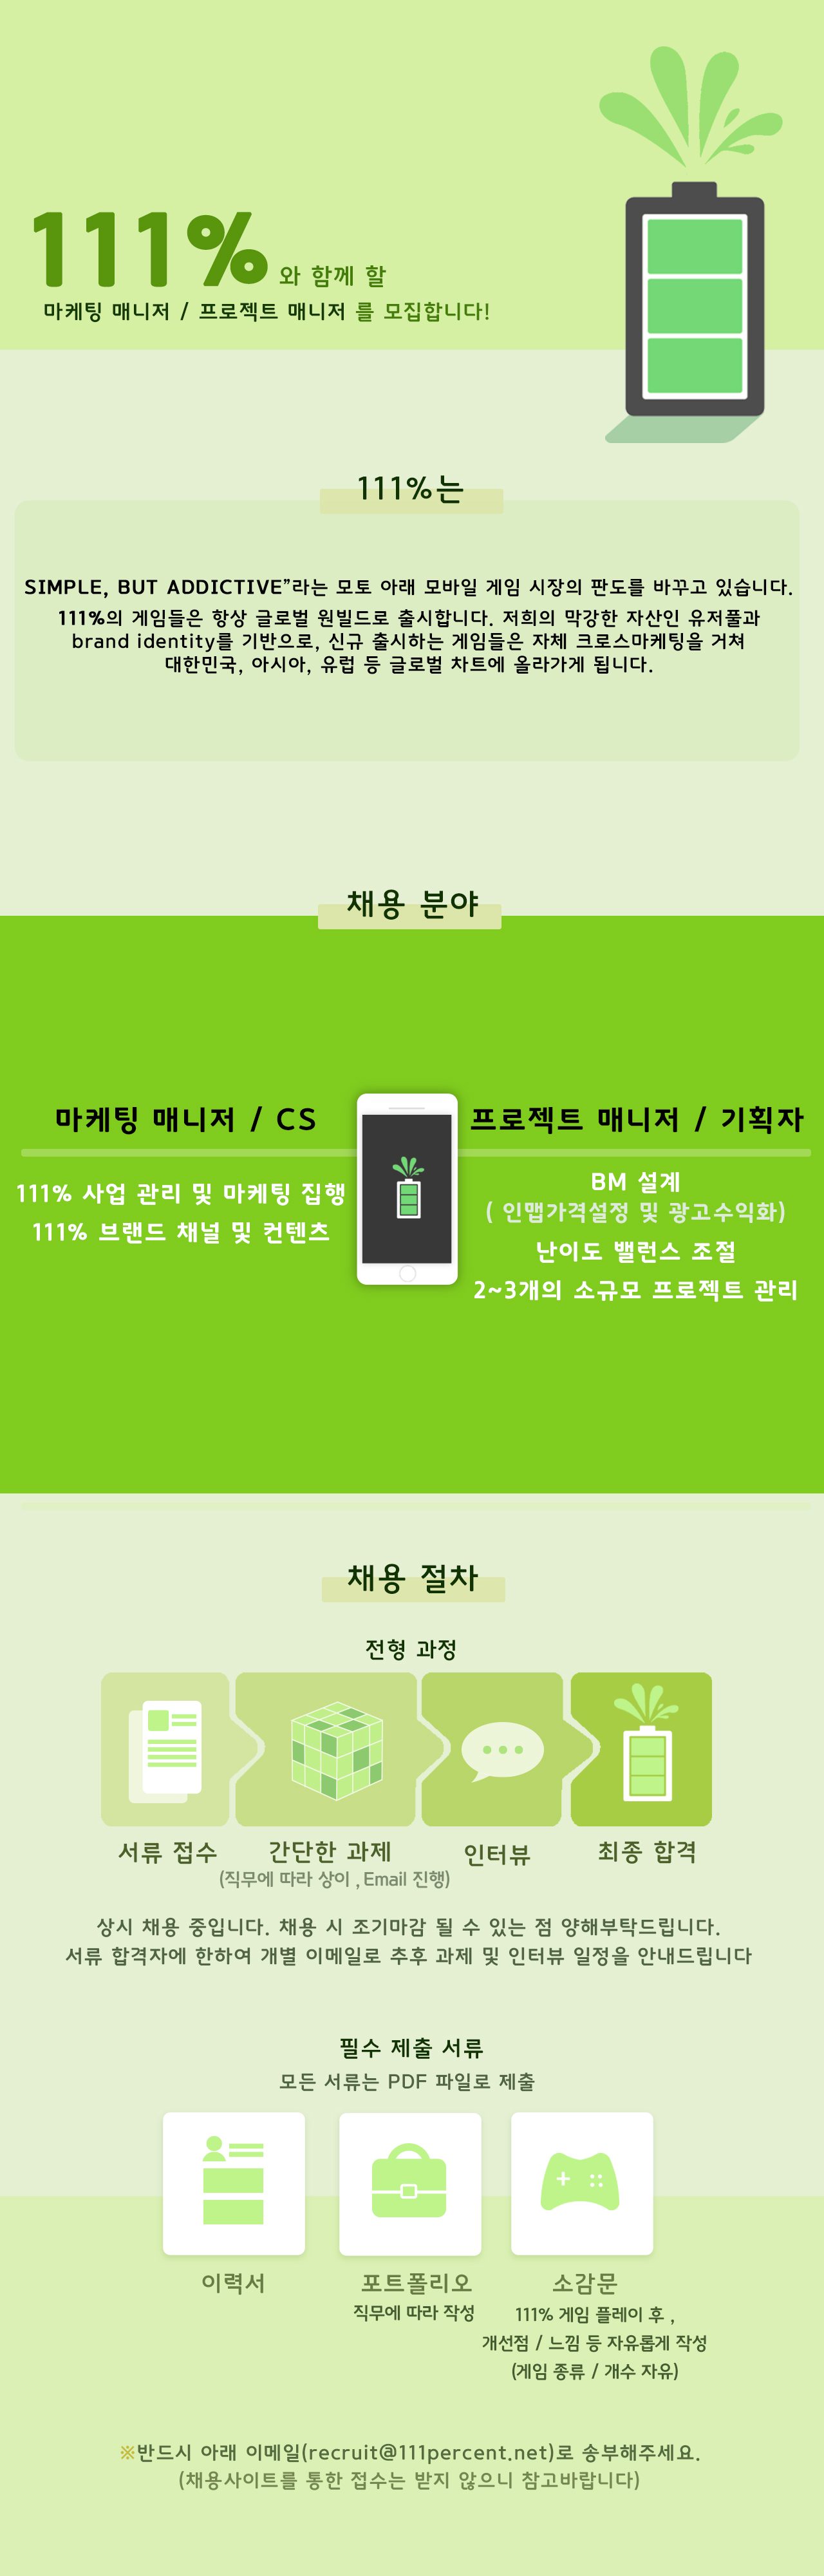 111% 와 함께 할
마케팅 매니저 / 프로젝트 매니저 를 모집합니다!
111%는
SIMPLE, BUT ADDICTIVE”라는 모토 아래 모바일 게임 시장의 판도를 바꾸고 있습니다.
111%의 게임들은 항상 글로벌 원빌드로 출시합니다. 저희의 막강한 자산인 유저풀과
brand identity를 기반으로, 신규 출시하는 게임들은 자체 크로스마케팅을 거쳐
대한민국, 아시아, 유럽 등 글로벌 차트에 올라가게 됩니다.
채용 분야
마케팅 매니저 / CS
111% 사업 관리 및 마케팅 집행
111% 브랜드 채널 및 컨텐츠
프로젝트 매니저 / 기획자
BM 설계
( 인앱가격설정 및 광고수익화)
난이도 밸런스 조절
2~3개의 소규모 프로젝트 관리
채용 절차
전형 과정
서류 접수
간단한 과제
(직무에 따라 상이 , Email 진행)
인터뷰
최종 합격
상시 채용 중입니다. 채용 시 조기마감 될 수 있는 점 양해부탁드립니다.
서류 합격자에 한하여 개별 이메일로 추후 과제 및 인터뷰 일정을 안내드립니다
필수 제출 서류
모든 서류는 PDF 파일로 제출
이력서
포트폴리오
직무에 따라 작성
소감문
111% 게임 플레이 후 ,
개선점 / 느낌 등 자유롭게 작성
(게임 종류 / 개수 자유)
※반드시 아래 이메일(recruit@111percent.net)로 송부해주세요.
(채용사이트를 통한 접수는 받지 않으니 참고바랍니다)